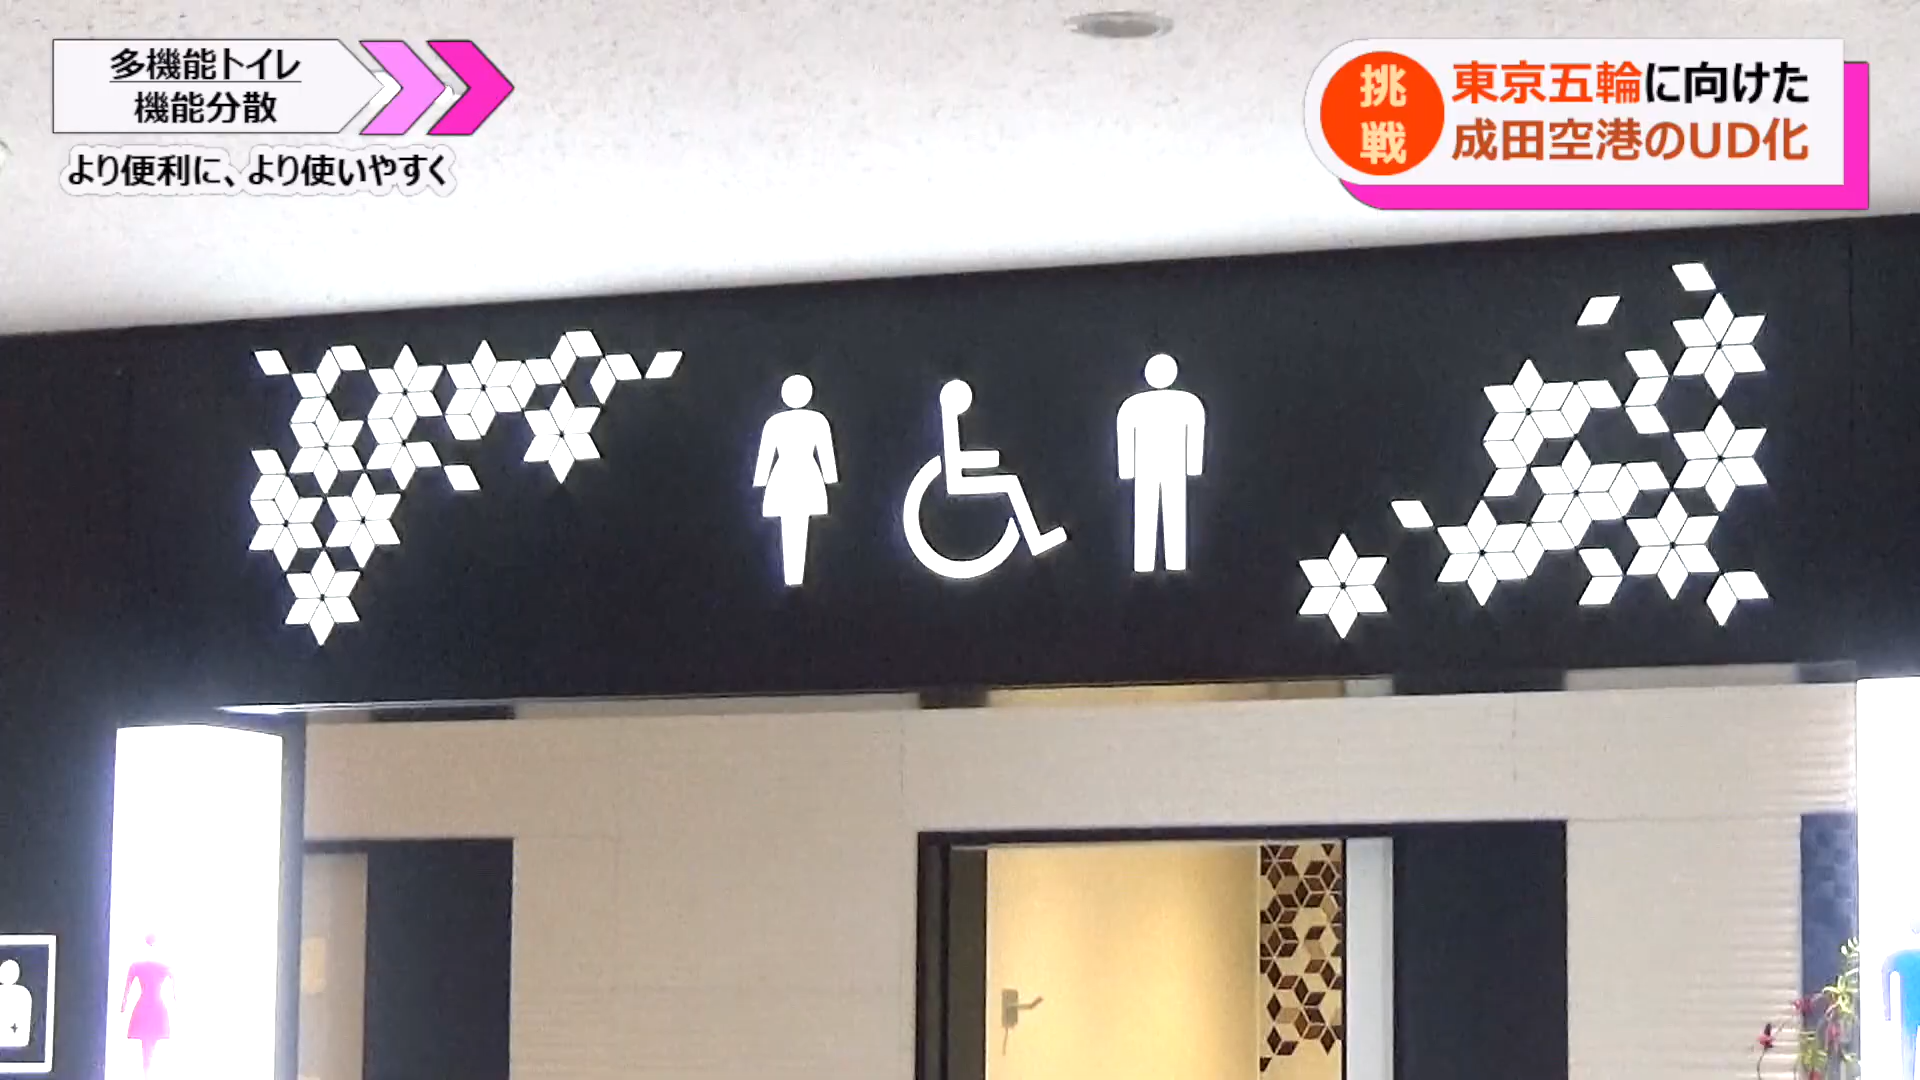 多機能トイレ
機能分散
より便利に、より使いやすく
挑戦
東京五輪に向けた
成田空港のUD化